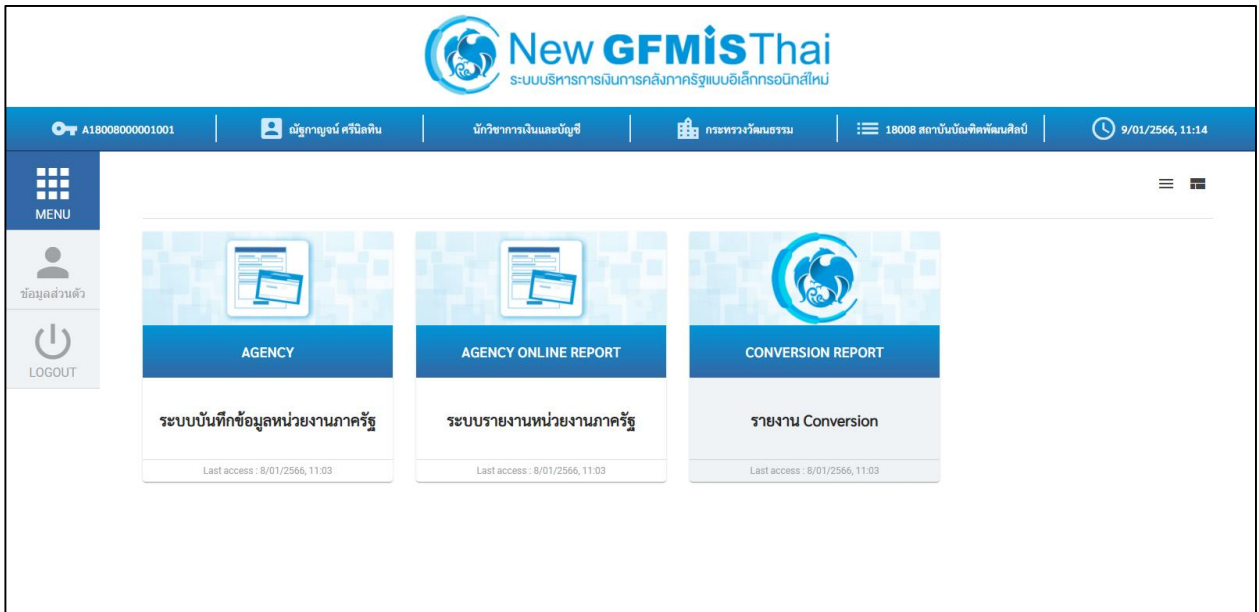 New GFMIS Thai
ระบบบริหารการเงินการคลังภาครัฐแบบอิเล็กทรอนิกส์ใหม่
A18008000001001 ณัฐกาญจน์ ศรีนิลทิน นักวิชาการเงินและบัญชี กระทรวงวัฒนธรรม 18008 สถาบันบัณฑิตพัฒนศิลป์ 9/01/2566, 11:14
MENU
ข้อมูลส่วนตัว
LOGOUT
AGENCY AGENCY ONLINE REPORT CONVERSION REPORT
ระบบบันทึกข้อมูลหน่วยงานภาครัฐ ระบบรายงานหน่วยงานภาครัฐ รายงาน Conversion
Last access : 8/01/2566, 11:03 Last access : 8/01/2566, 11:03 Last access : 8/01/2566, 11:03